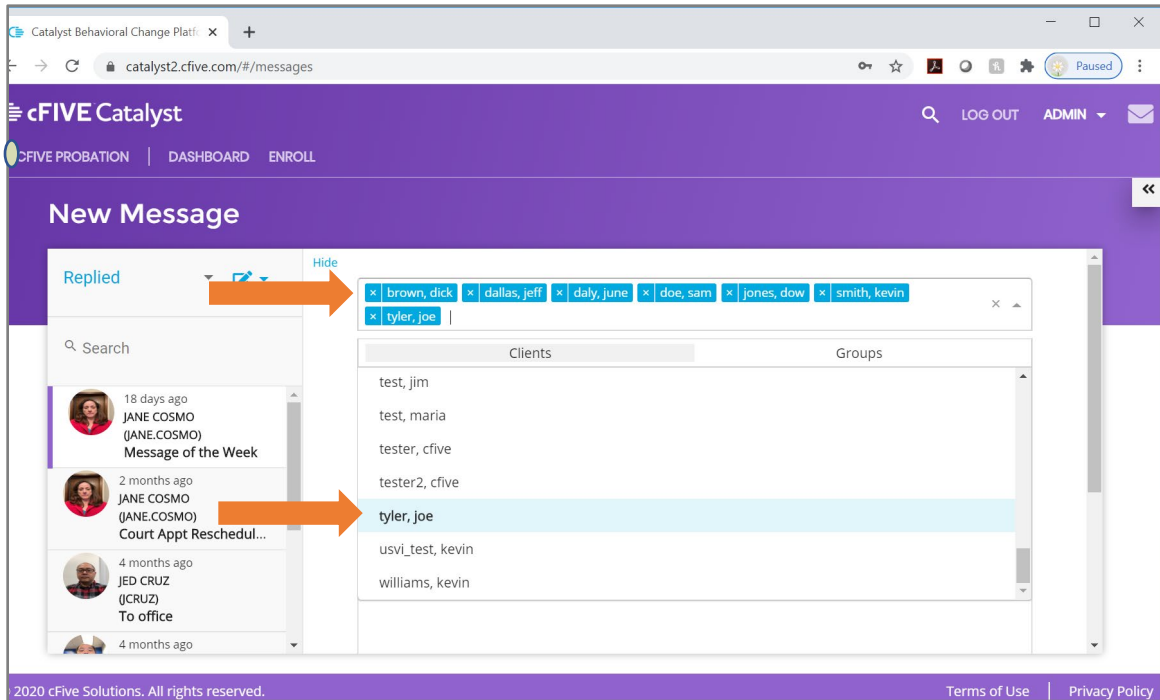 Catalyst Behavioral Change Platf
catalyst2.cfive.com/#/messages
Paused
cFIVE Catalyst
LOG OUT ADMIN
CFIVE PROBATION | DASHBOARD ENROLL
New Message
Replied
Hide
× brown, dick × dallas, jeff × daly, june × doe, sam × jones, dow × smith, kevin
× tyler, joe
Search
Clients Groups
18 days ago
JANE COSMO
(JANE.COSMO)
Message of the Week
2 months ago
JANE COSMO
(JANE.COSMO)
Court Appt Reschedul...
4 months ago
JED CRUZ
(JCRUZ)
To office
4 months ago
test, jim
test, maria
tester, cfive
tester2, cfive
tyler, joe
usvi_test, kevin
williams, kevin
2020 cFive Solutions. All rights reserved.
Terms of Use | Privacy Policy